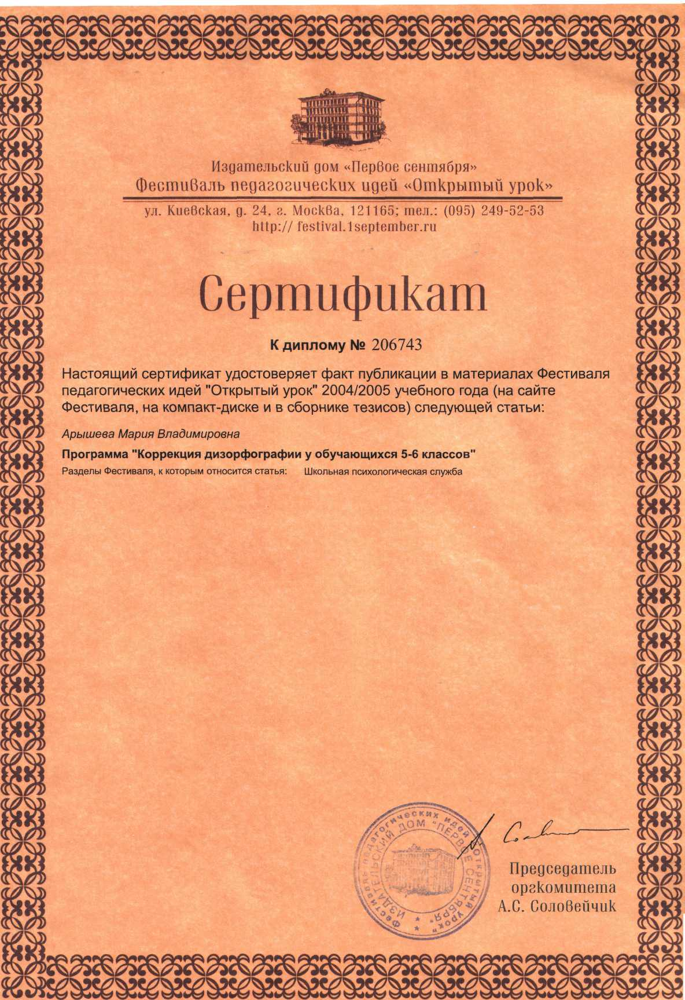 Издательский дом «Первое сентября»
Фестиваль педагогических идей «Открытый урок»
ул. Киевская, д. 24, г. Москва, 121165; тел.: (095) 249-52-53
http:// festival.1september.ru
Сертификат
К диплому № 206743
Настоящий сертификат удостоверяет факт публикации в материалах Фестиваля
педагогических идей "Открытый урок" 2004/2005 учебного года (на сайте
Фестиваля, на компакт-диске и в сборнике тезисов) следующей статьи:
Арышева Мария Владимировна
Программа "Коррекция дизорфографии у обучающихся 5-6 классов"
Разделы Фестиваля, к которым относится статья: Школьная психологическая служба
Фестиваль педагогических идей "Открытый урок"
ИЗДАТЕЛЬСКИЙ ДОМ "ПЕРВОЕ СЕНТЯБРЯ"
Председатель
оргкомитета
А.С. Соловейчик